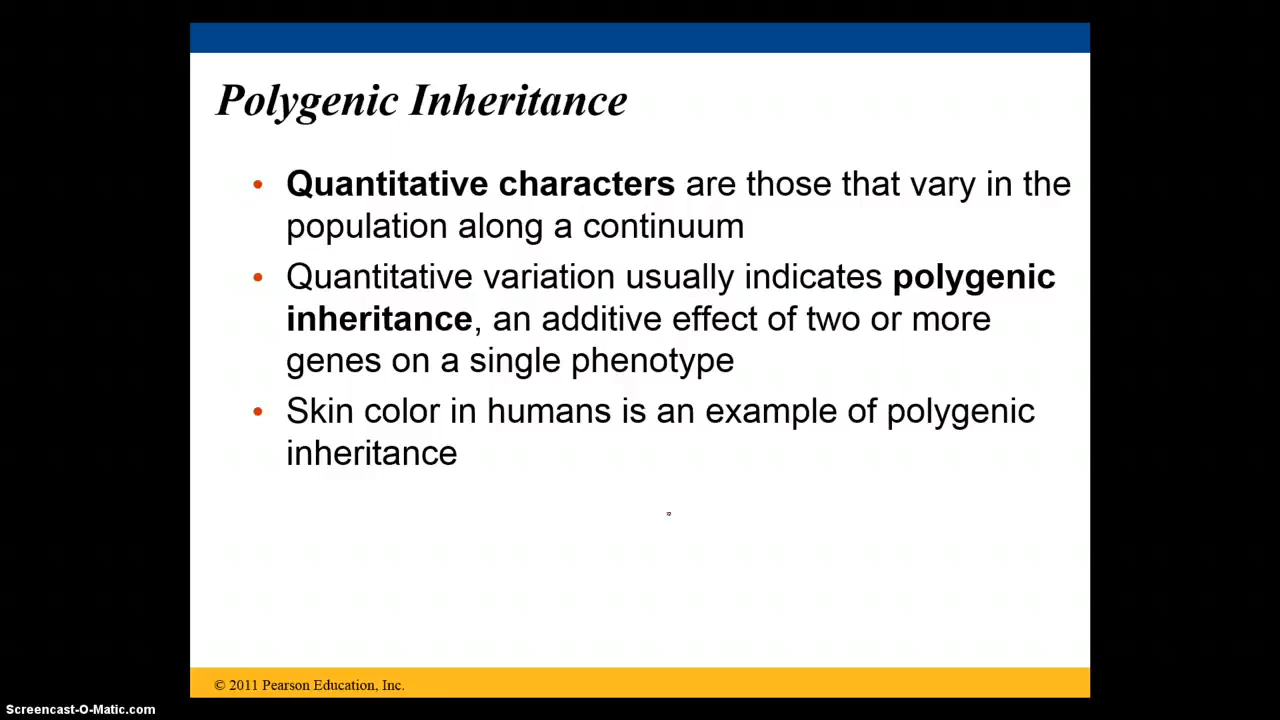 Polygenic Inheritance
• Quantitative characters are those that vary in the
population along a continuum
• Quantitative variation usually indicates polygenic
inheritance, an additive effect of two or more
genes on a single phenotype
• Skin color in humans is an example of polygenic
inheritance
© 2011 Pearson Education, Inc.
Screencast-O-Matic.com